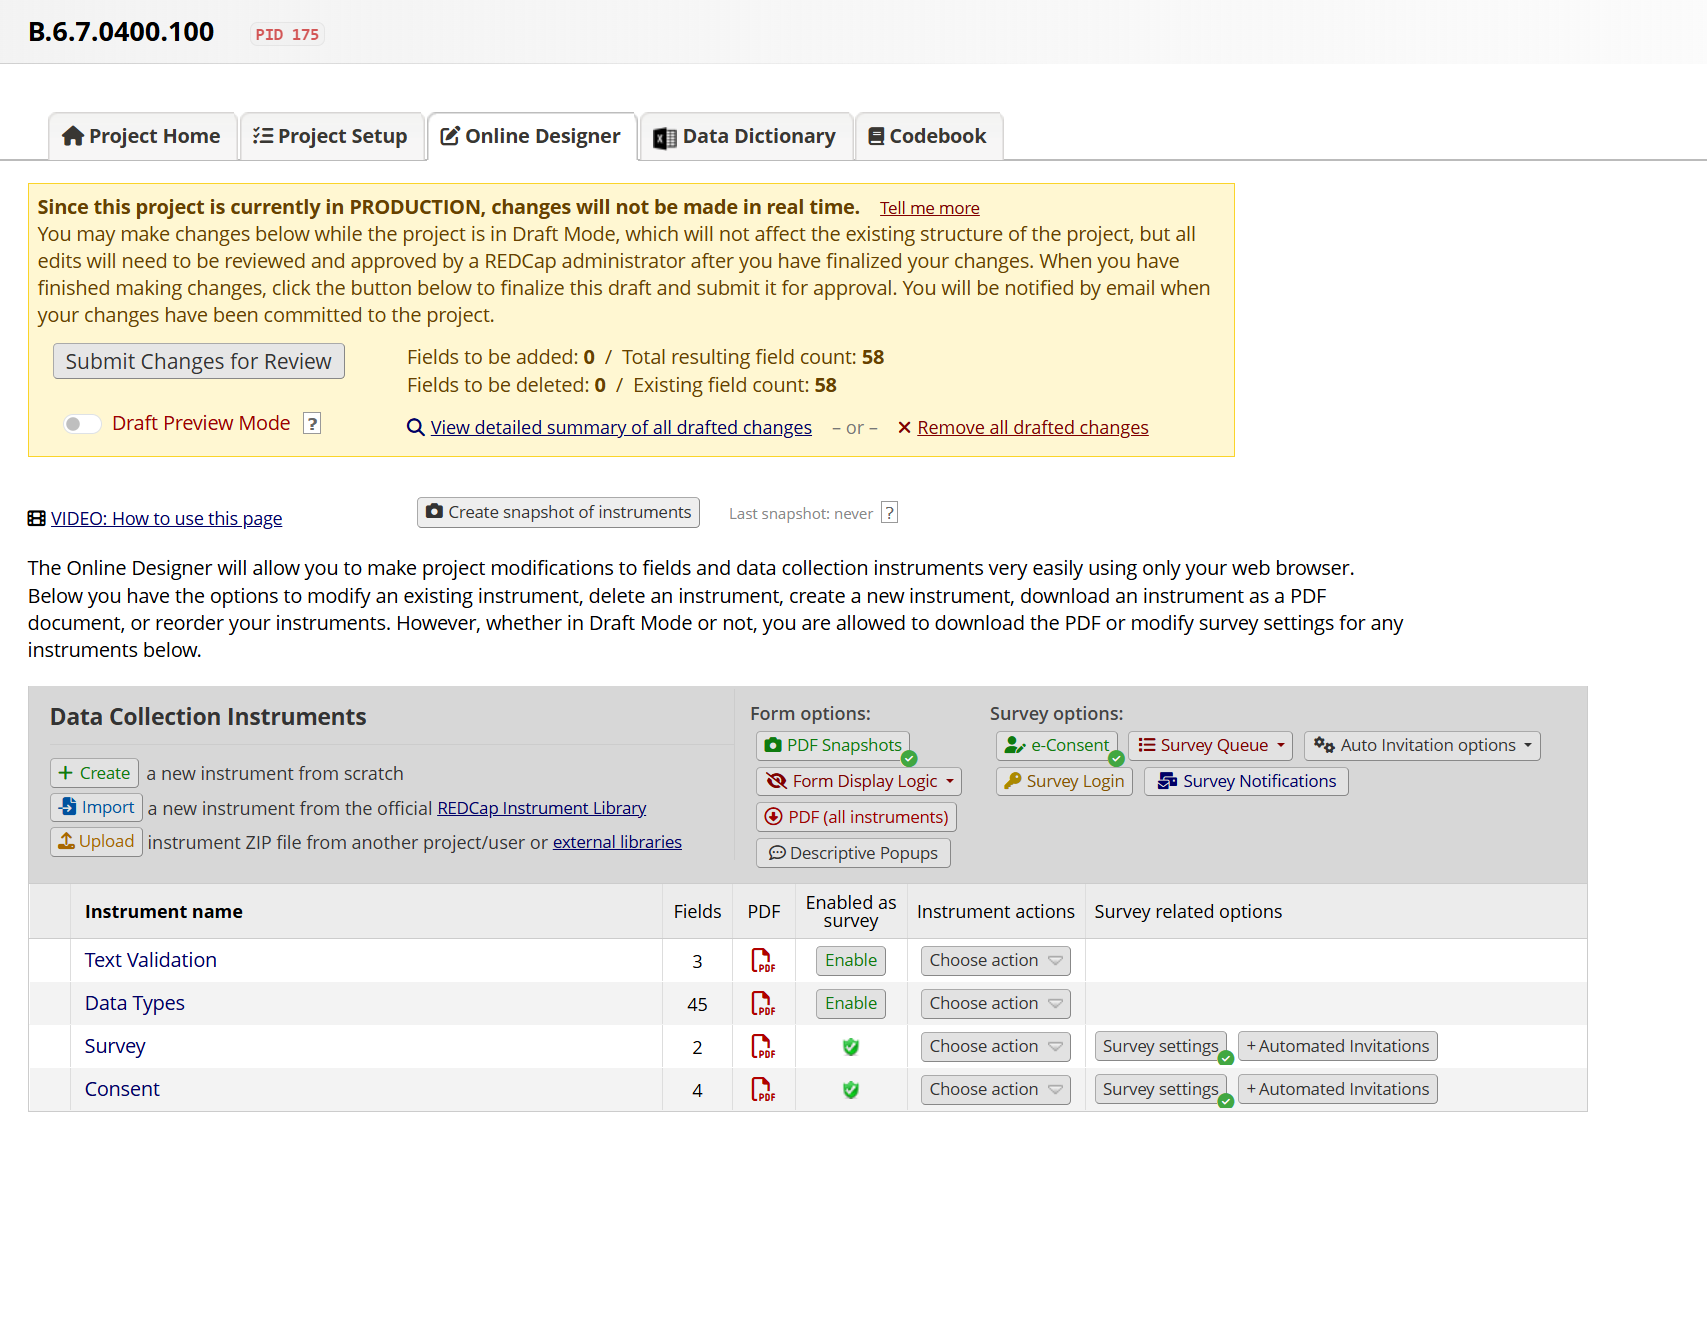 B.6.7.0400.100 PID 175
Project Home Project Setup Online Designer Data Dictionary Codebook
Since this project is currently in PRODUCTION, changes will not be made in real time. Tell me more
You may make changes below while the project is in Draft Mode, which will not affect the existing structure of the project, but all
edits will need to be reviewed and approved by a REDCap administrator after you have finalized your changes. When you have
finished making changes, click the button below to finalize this draft and submit it for approval. You will be notified by email when
your changes have been committed to the project.
Submit Changes for Review
Fields to be added: 0 / Total resulting field count: 58
Fields to be deleted: 0 / Existing field count: 58
Draft Preview Mode ?
View detailed summary of all drafted changes – or – Remove all drafted changes
VIDEO: How to use this page
Create snapshot of instruments
Last snapshot: never ?
The Online Designer will allow you to make project modifications to fields and data collection instruments very easily using only your web browser.
Below you have the options to modify an existing instrument, delete an instrument, create a new instrument, download an instrument as a PDF
document, or reorder your instruments. However, whether in Draft Mode or not, you are allowed to download the PDF or modify survey settings for any
instruments below.
Data Collection Instruments
+ Create a new instrument from scratch
Import a new instrument from the official REDCap Instrument Library
Upload instrument ZIP file from another project/user or external libraries
Form options:
PDF Snapshots
Form Display Logic
PDF (all instruments)
Descriptive Popups
Survey options:
e-Consent Survey Queue Auto Invitation options
Survey Login Survey Notifications
Instrument name Fields PDF Enabled as survey Instrument actions Survey related options
Text Validation 3 PDF Enable Choose action
Data Types 45 PDF Enable Choose action
Survey 2 PDF Choose action Survey settings + Automated Invitations
Consent 4 PDF Choose action Survey settings + Automated Invitations